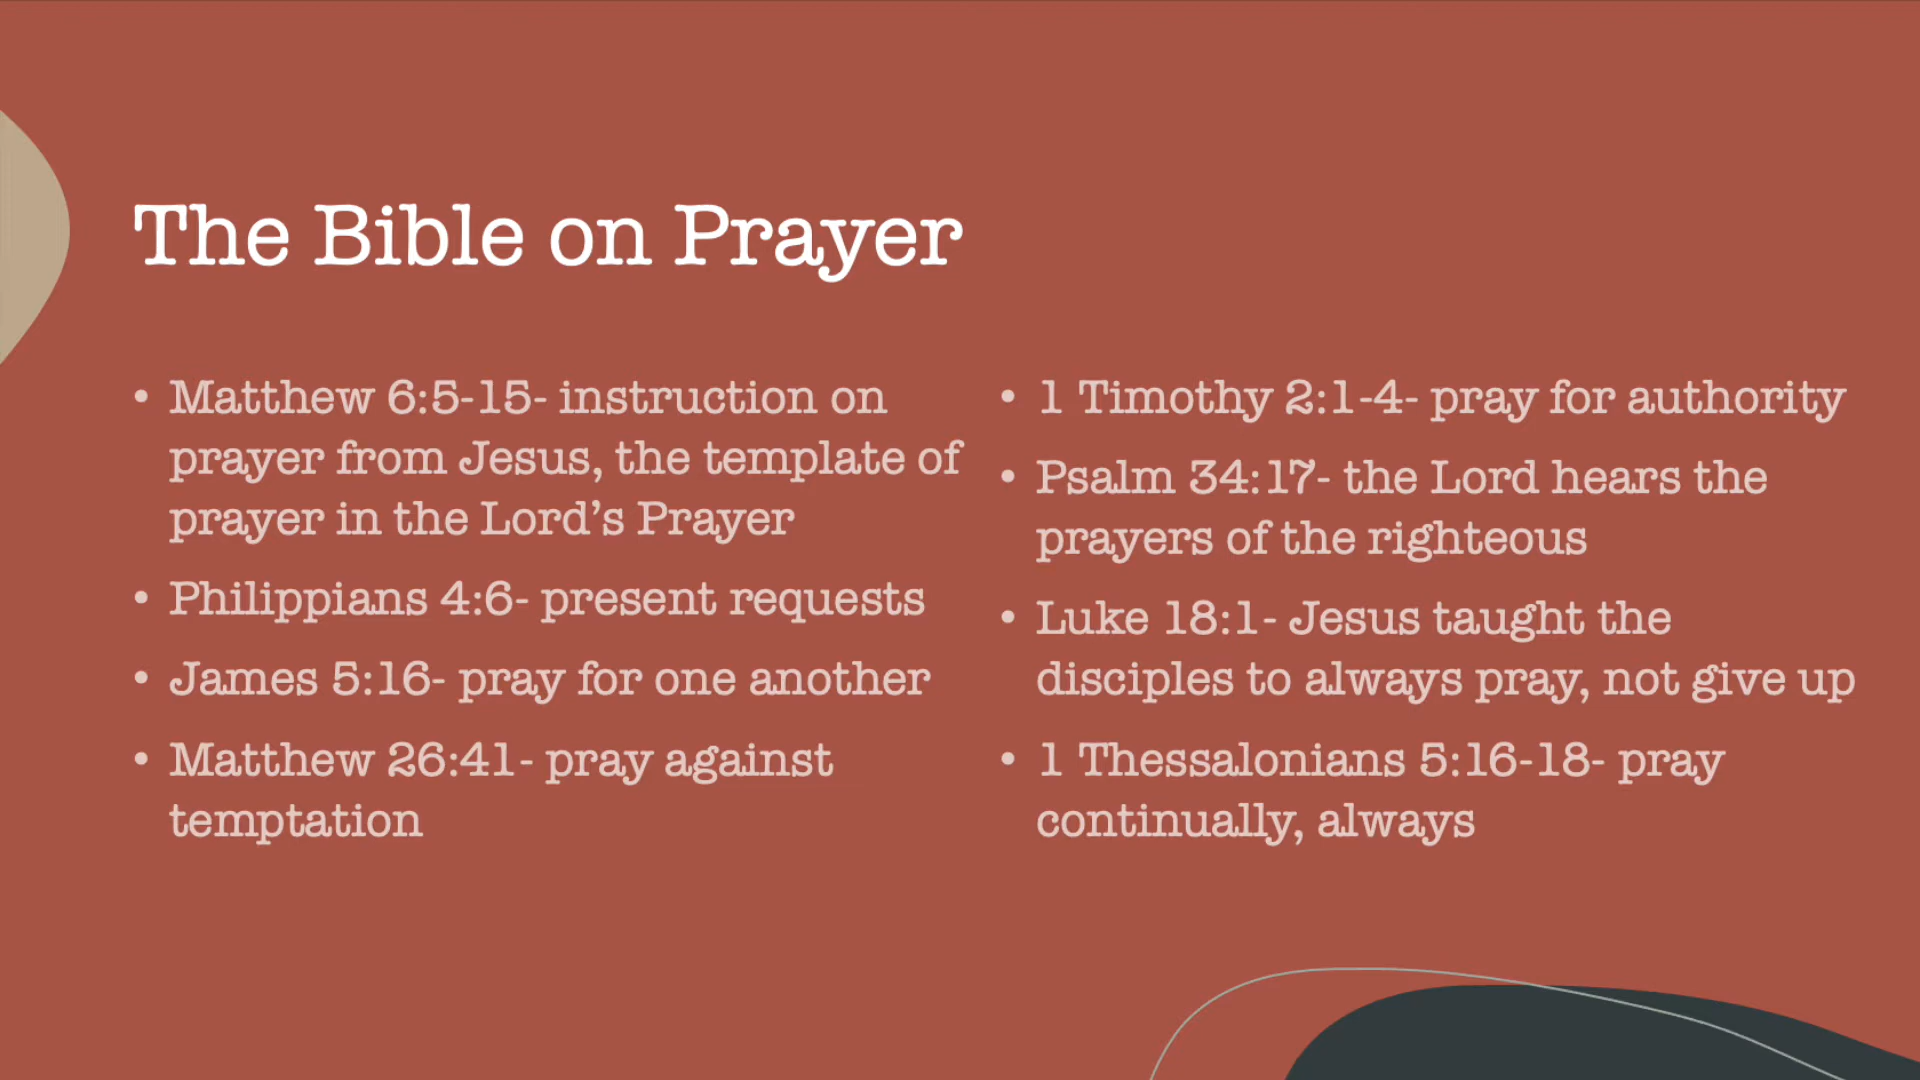 The Bible on Prayer
• Matthew 6:5-15- instruction on
prayer from Jesus, the template of
prayer in the Lord’s Prayer
• Philippians 4:6- present requests
• James 5:16- pray for one another
• Matthew 26:41- pray against
temptation
• 1 Timothy 2:1-4- pray for authority
• Psalm 34:17- the Lord hears the
prayers of the righteous
• Luke 18:1- Jesus taught the
disciples to always pray, not give up
• 1 Thessalonians 5:16-18- pray
continually, always